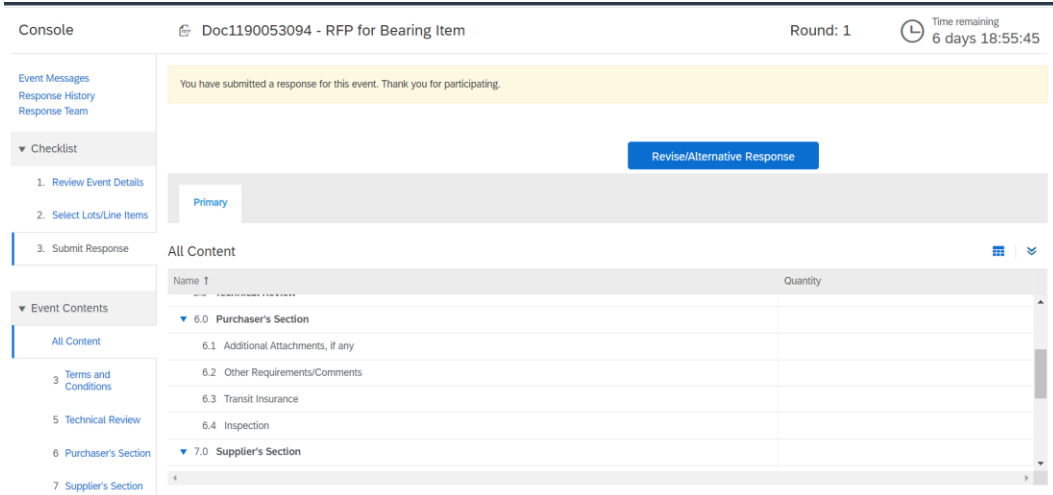 Console
Doc1190053094 - RFP for Bearing Item
Round: 1
Time remaining
6 days 18:55:45
Event Messages
Response History
Response Team
▼ Checklist
1. Review Event Details
2. Select Lots/Line Items
3. Submit Response
▼ Event Contents
All Content
3 Terms and
Conditions
5 Technical Review
6 Purchaser's Section
7 Supplier's Section
You have submitted a response for this event. Thank you for participating.
Revise/Alternative Response
Primary
All Content
Name ↑
Quantity
▼ 6.0 Purchaser's Section
6.1 Additional Attachments, if any
6.2 Other Requirements/Comments
6.3 Transit Insurance
6.4 Inspection
▼ 7.0 Supplier's Section